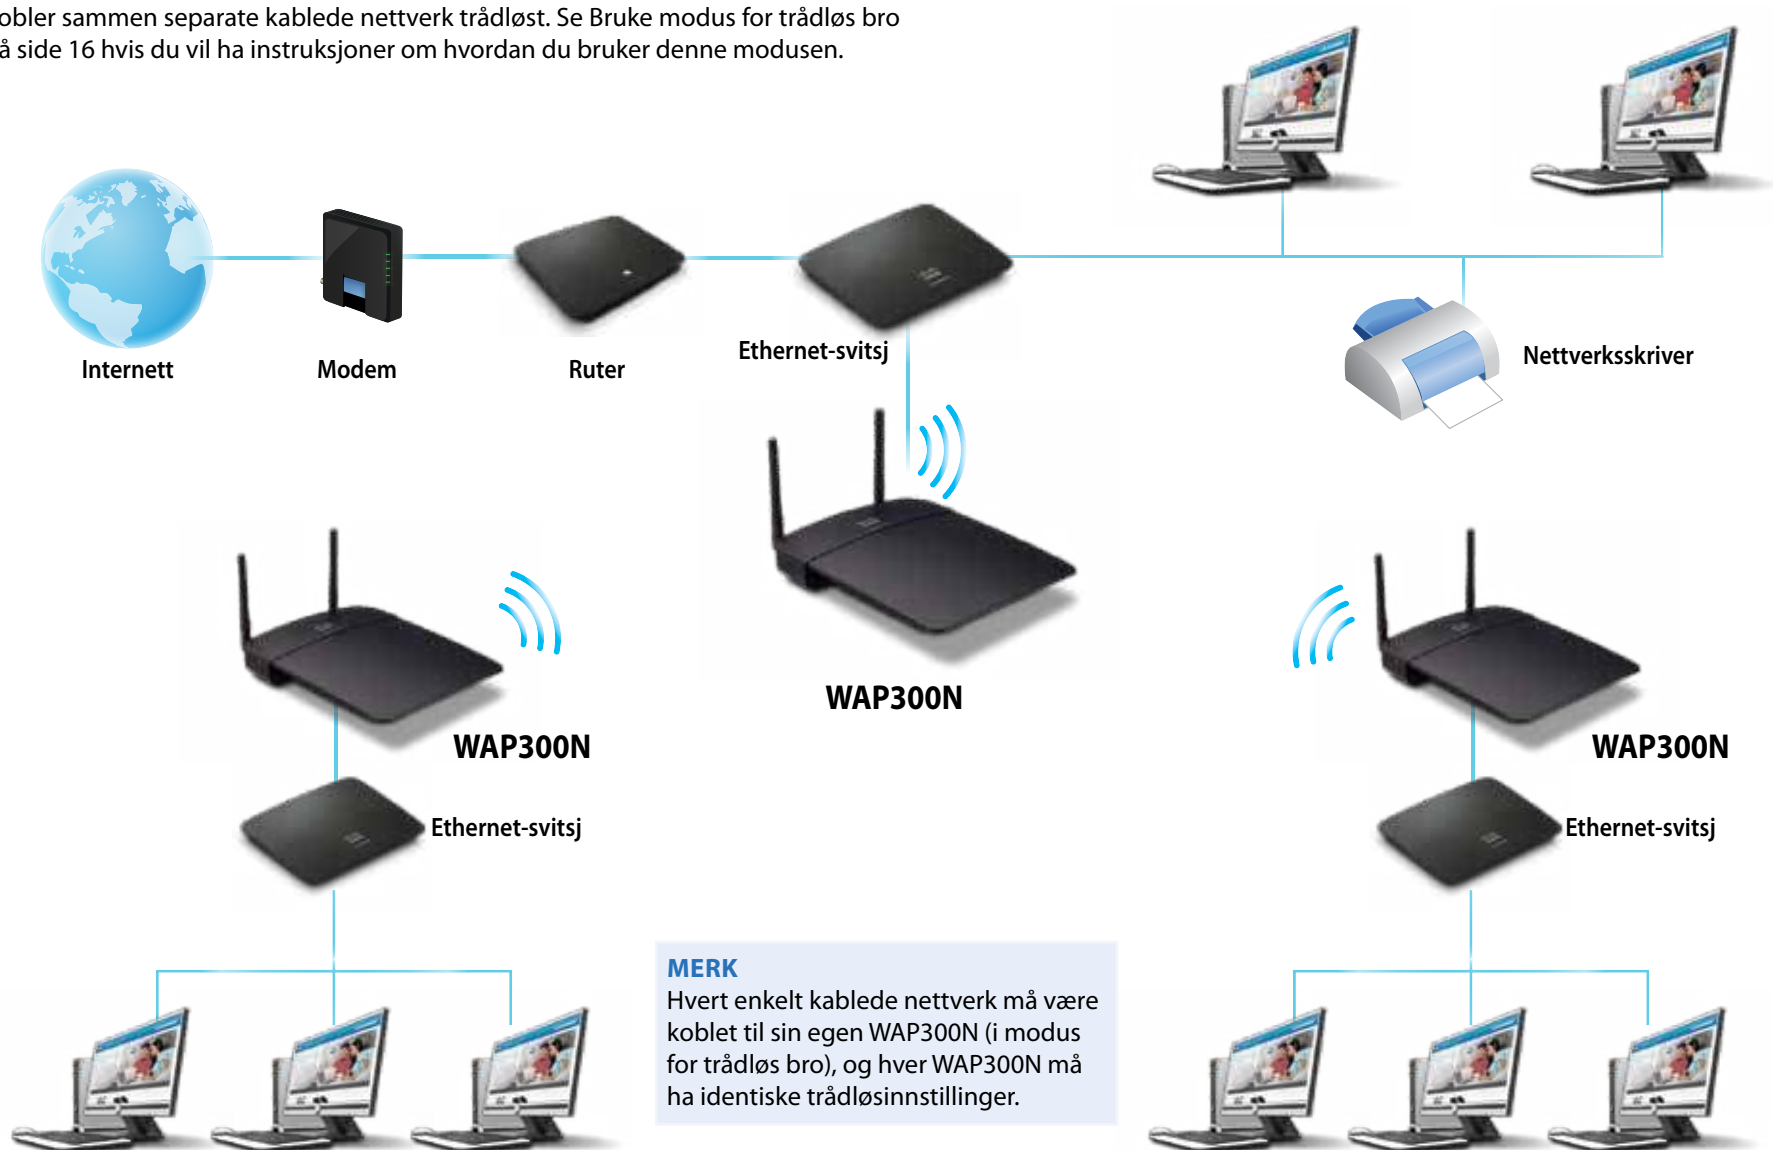 obler sammen separate kablede nettverk trådløst. Se Bruke modus for trådløs bro
å side 16 hvis du vil ha instruksjoner om hvordan du bruker denne modusen.
Internett
Modem
Ruter
Ethernet-svitsj
Nettverksskriver
WAP300N
WAP300N
WAP300N
Ethernet-svitsj
Ethernet-svitsj
MERK
Hvert enkelt kablede nettverk må være
koblet til sin egen WAP300N (i modus
for trådløs bro), og hver WAP300N må
ha identiske trådløsinnstillinger.